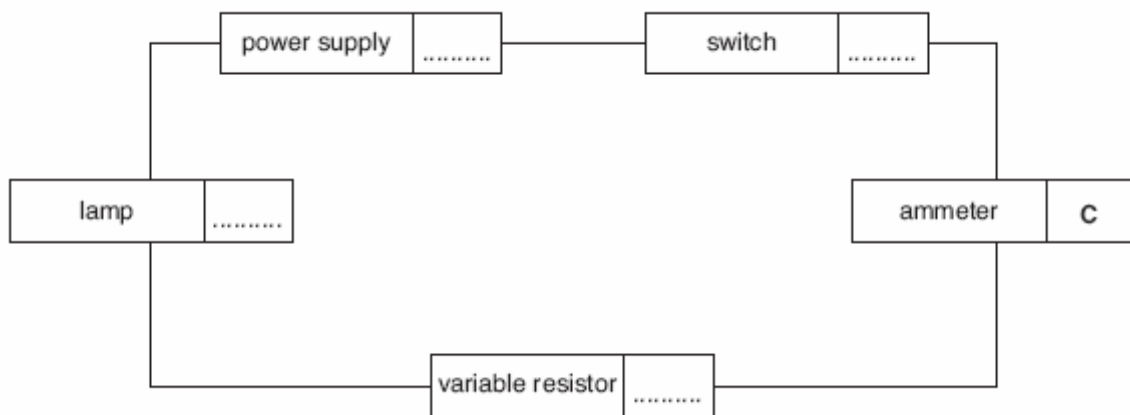 power supply ..........
switch ..........
lamp ..........
ammeter C
variable resistor ..........